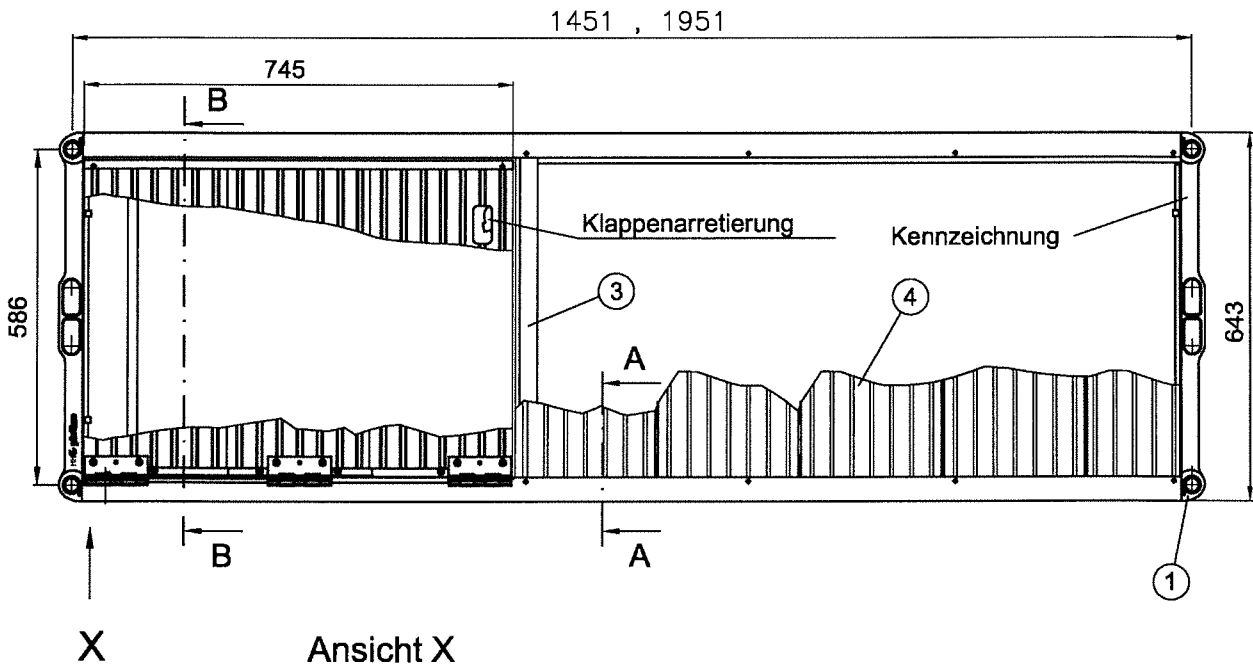 1451 , 1951
745
B
Klappenarretierung
Kennzeichnung
3
4
586
643
A
B
A
1
X
Ansicht X